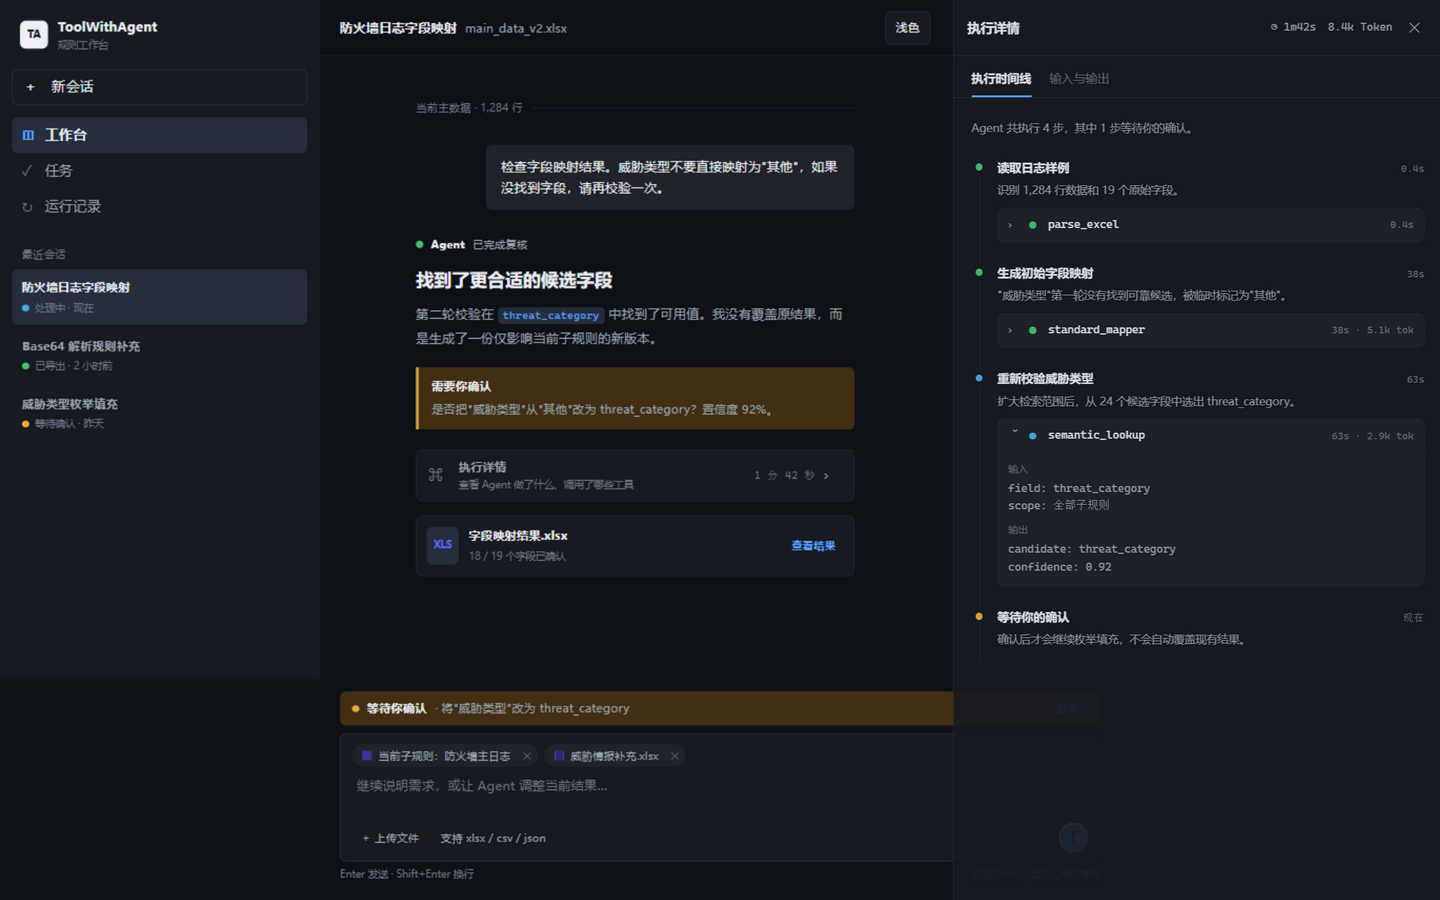 TA
ToolWithAgent
规则工作台
+ 新会话
工作台
任务
运行记录
最近会话
防火墙日志字段映射
处理中 · 现在
Base64 解析规则补充
已导出 · 2 小时前
威胁类型枚举填充
等待确认 · 昨天
防火墙日志字段映射 main_data_v2.xlsx
浅色
当前主数据 · 1,284 行
检查字段映射结果。威胁类型不要直接映射为"其他"，如果
没找到字段，请再校验一次。
Agent 已完成复核
找到了更合适的候选字段
第二轮校验在 threat_category 中找到了可用值。我没有覆盖原结果，而
是生成了一份仅影响当前子规则的新版本。
需要你确认
是否把"威胁类型"从"其他"改为 threat_category？置信度 92%。
执行详情
查看 Agent 做了什么、调用了哪些工具
1 分 42 秒 ›
XLS
字段映射结果.xlsx
18 / 19 个字段已确认
查看结果
等待你确认 · 将"威胁类型"改为 threat_category
当前子规则：防火墙主日志 ×
威胁情报补充.xlsx ×
继续说明需求，或让 Agent 调整当前结果...
+ 上传文件 支持 xlsx / csv / json
Enter 发送 · Shift+Enter 换行
执行详情
1m42s 8.4k Token ×
执行时间线 输入与输出
Agent 共执行 4 步，其中 1 步等待你的确认。
读取日志样例 0.4s
识别 1,284 行数据和 19 个原始字段。
› parse_excel 0.4s
生成初始字段映射 38s
"威胁类型"第一轮没有找到可靠候选，被临时标记为"其他"。
› standard_mapper 38s · 5.1k tok
重新校验威胁类型 63s
扩大检索范围后，从 24 个候选字段中选出 threat_category。
semantic_lookup 63s · 2.9k tok
输入
field: threat_category
scope: 全部子规则
输出
candidate: threat_category
confidence: 0.92
等待你的确认 现在
确认后才会继续枚举填充，不会自动覆盖现有结果。